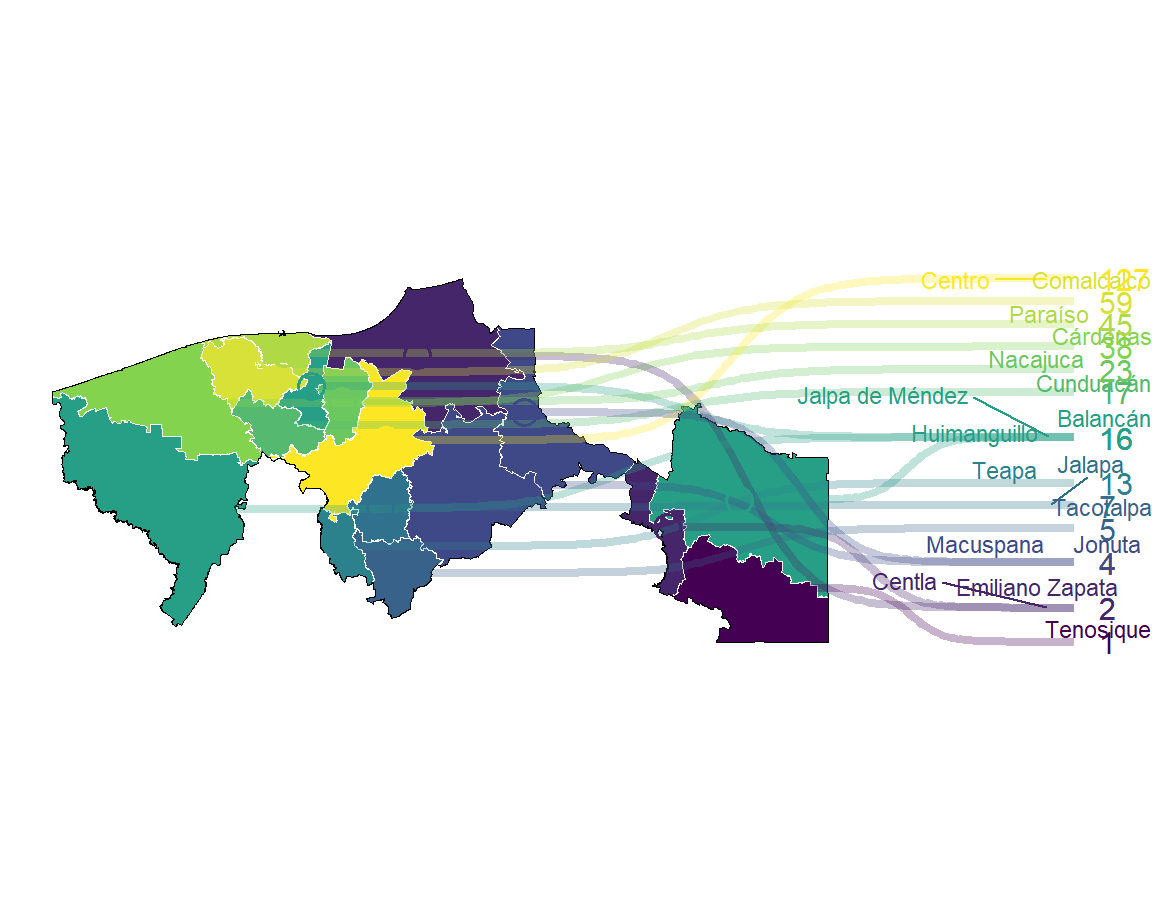 Centro Comalcalco 127
59
Paraíso 45
Cárdenas 38
Nacajuca 23
Cunduacán 17
Jalpa de Méndez
Balancán
Huimanguillo 16
Jalapa
Teapa 13
7
Tacotalpa
5
Macuspana Jonuta
4
Centla
Emiliano Zapata
2
Tenosique
1